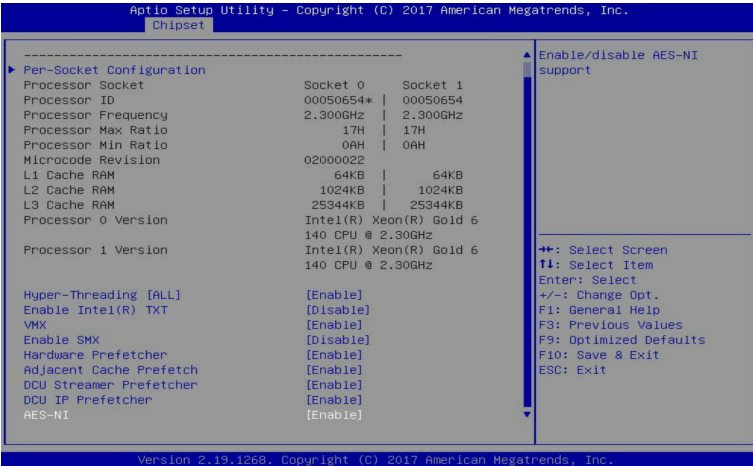 Aptio Setup Utility – Copyright (C) 2017 American Megatrends, Inc.
Chipset
----------------------------------------------------
Per-Socket Configuration
Processor Socket Socket 0 Socket 1
Processor ID 00050654* | 00050654
Processor Frequency 2.300GHz | 2.300GHz
Processor Max Ratio 17H | 17H
Processor Min Ratio 0AH | 0AH
Microcode Revision 02000022
L1 Cache RAM 64KB | 64KB
L2 Cache RAM 1024KB | 1024KB
L3 Cache RAM 25344KB | 25344KB
Processor 0 Version Intel(R) Xeon(R) Gold 6
140 CPU @ 2.30GHz
Processor 1 Version Intel(R) Xeon(R) Gold 6
140 CPU @ 2.30GHz
Hyper-Threading [ALL] [Enable]
Enable Intel(R) TXT [Disable]
VMX [Enable]
Enable SMX [Disable]
Hardware Prefetcher [Enable]
Adjacent Cache Prefetch [Enable]
DCU Streamer Prefetcher [Enable]
DCU IP Prefetcher [Enable]
AES-NI [Enable]
Enable/disable AES-NI
support
→←: Select Screen
↑↓: Select Item
Enter: Select
+/-: Change Opt.
F1: General Help
F3: Previous Values
F9: Optimized Defaults
F10: Save & Exit
ESC: Exit
Version 2.19.1268. Copyright (C) 2017 American Megatrends, Inc.